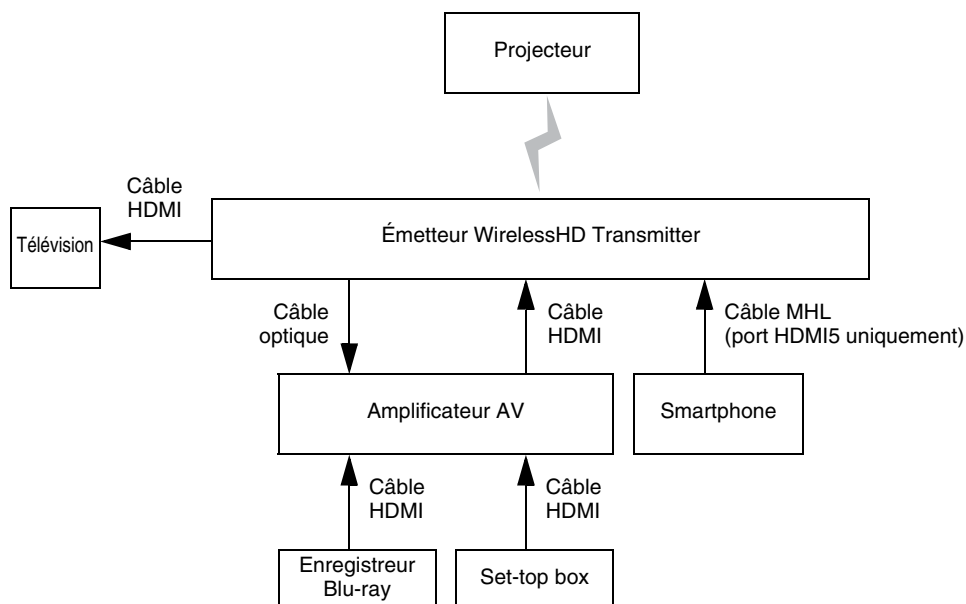 Projecteur
Câble
HDMI
Télévision
Émetteur WirelessHD Transmitter
Câble
optique
Câble
HDMI
Câble MHL
(port HDMI5 uniquement)
Amplificateur AV
Smartphone
Câble
HDMI
Câble
HDMI
Enregistreur
Blu-ray
Set-top box